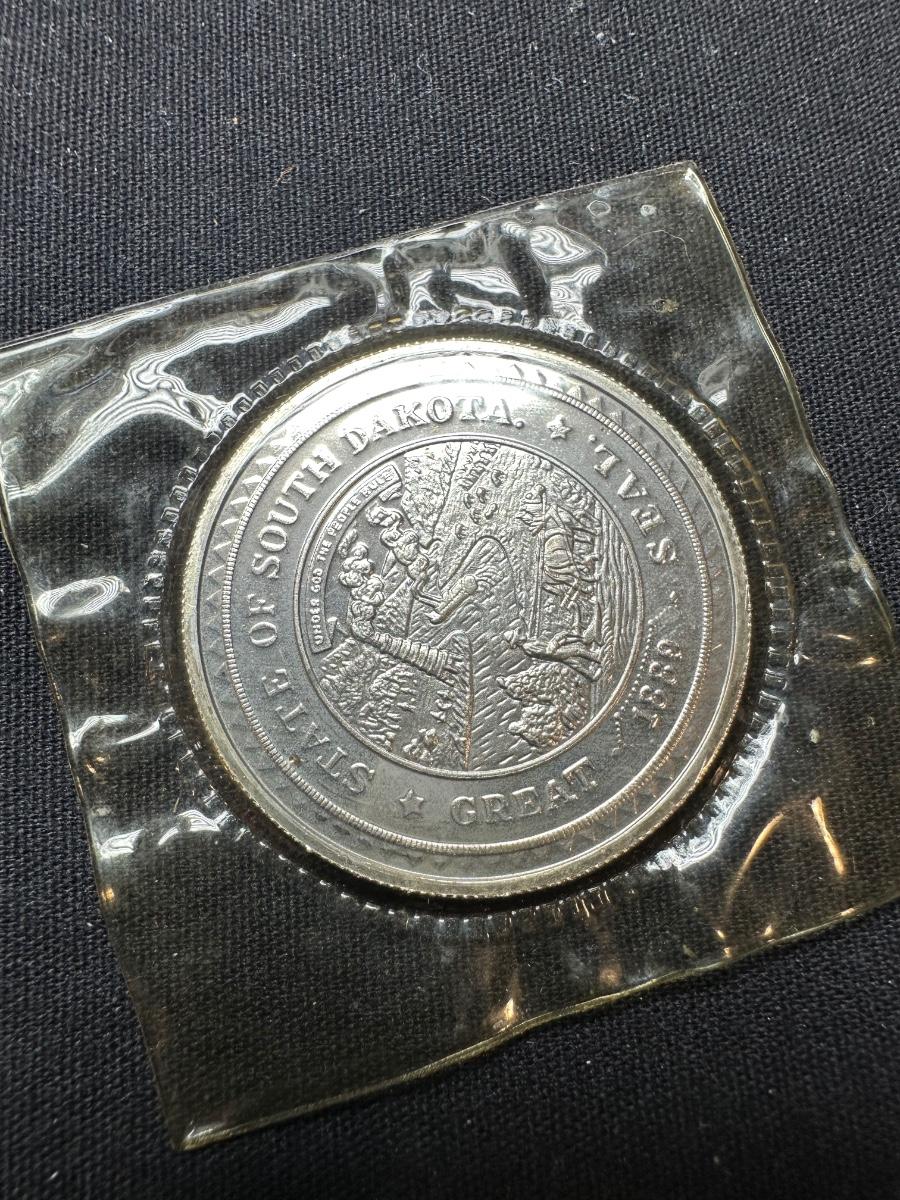 STATE OF SOUTH DAKOTA.
GREAT SEAL.
1889
UNDER GOD THE PEOPLE RULE